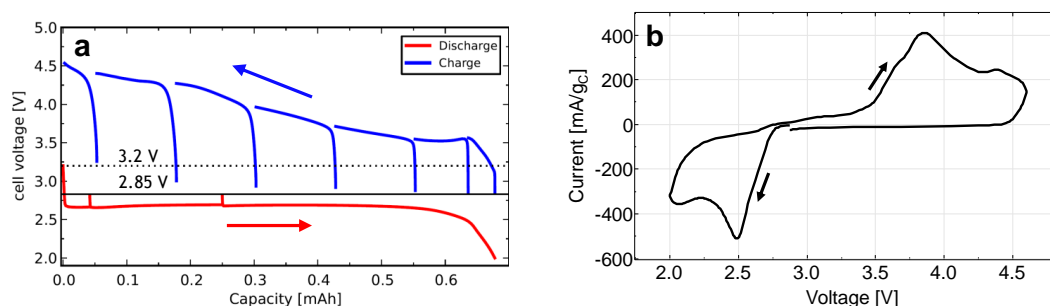 a
Discharge
Charge
3.2 V
2.85 V
cell voltage [V]
5.0
4.5
4.0
3.5
3.0
2.5
2.0
0.0 0.1 0.2 0.3 0.4 0.5 0.6
Capacity [mAh]
b
Current [mA/gC]
400
200
0
-200
-400
-600
2.0 2.5 3.0 3.5 4.0 4.5
Voltage [V]